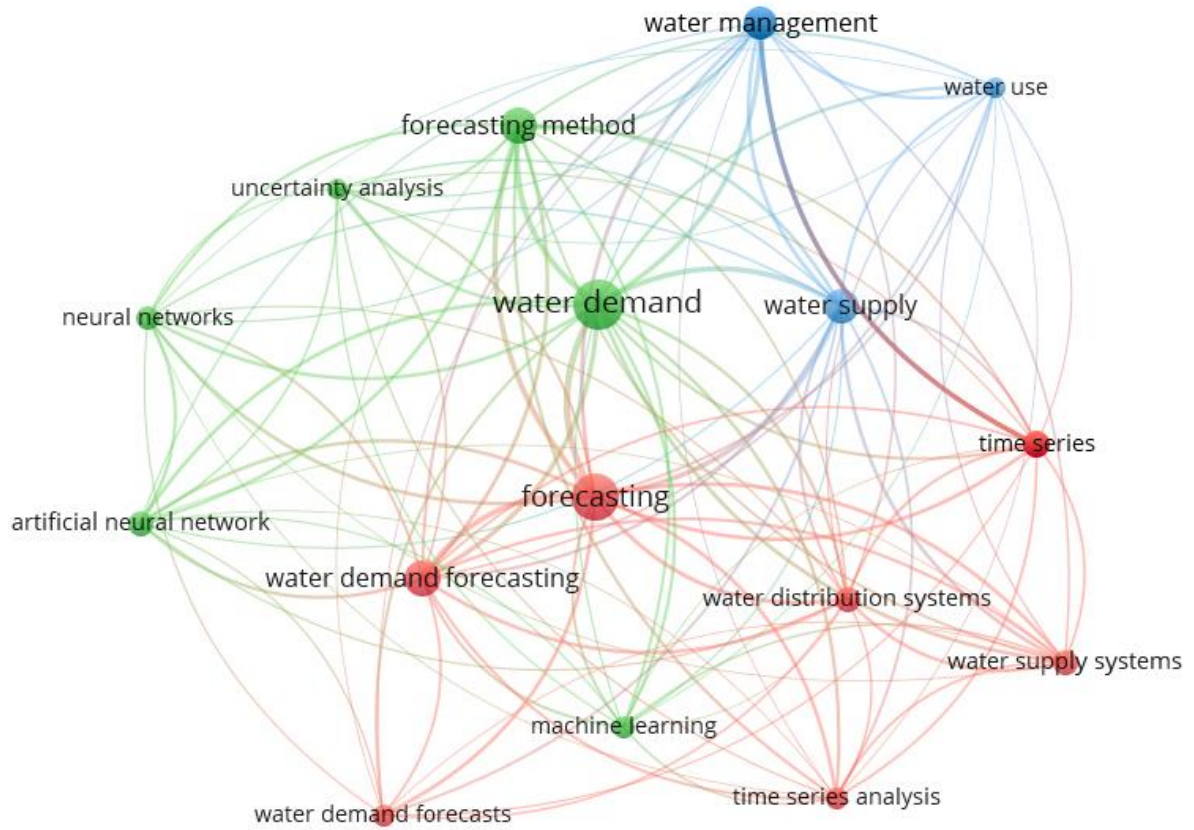 water management
water use
forecasting method
uncertainty analysis
water demand
water supply
neural networks
time series
forecasting
artificial neural network
water demand forecasting
water distribution systems
water supply systems
machine learning
time series analysis
water demand forecasts